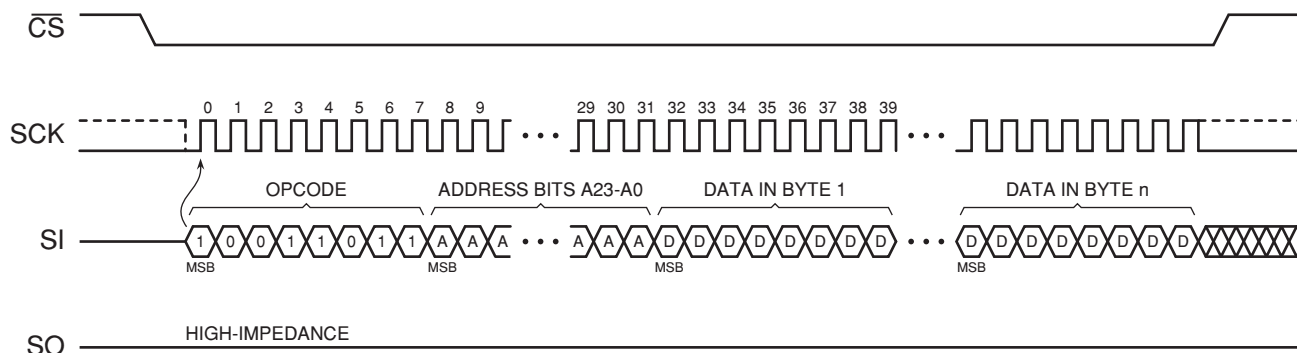 CS
0 1 2 3 4 5 6 7 8 9 29 30 31 32 33 34 35 36 37 38 39
SCK
OPCODE ADDRESS BITS A23-A0 DATA IN BYTE 1 DATA IN BYTE n
SI 1 0 0 1 1 0 1 1 A A A A A A D D D D D D D D D D D D D D D D
MSB MSB MSB MSB
HIGH-IMPEDANCE
SO